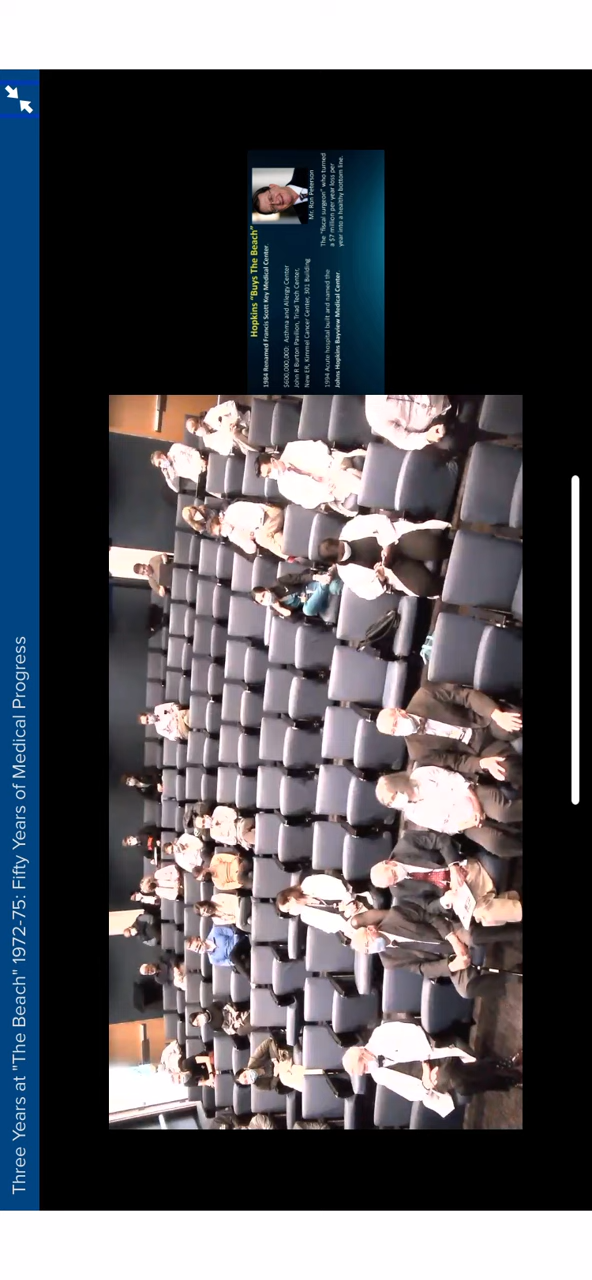 Three Years at "The Beach" 1972-75: Fifty Years of Medical Progress
Hopkins "Buys The Beach"
1984 Renamed Francis Scott Key Medical Center.
$600,000,000: Asthma and Allergy Center
John R Burton Pavilion, Triad Tech Center,
New ER, Kimmel Cancer Center, 301 Building
1994 Acute hospital built and named the
Johns Hopkins Bayview Medical Center.
Mr. Ron Peterson
The "fiscal surgeon" who turned
a $7 million per year loss per
year into a healthy bottom line.